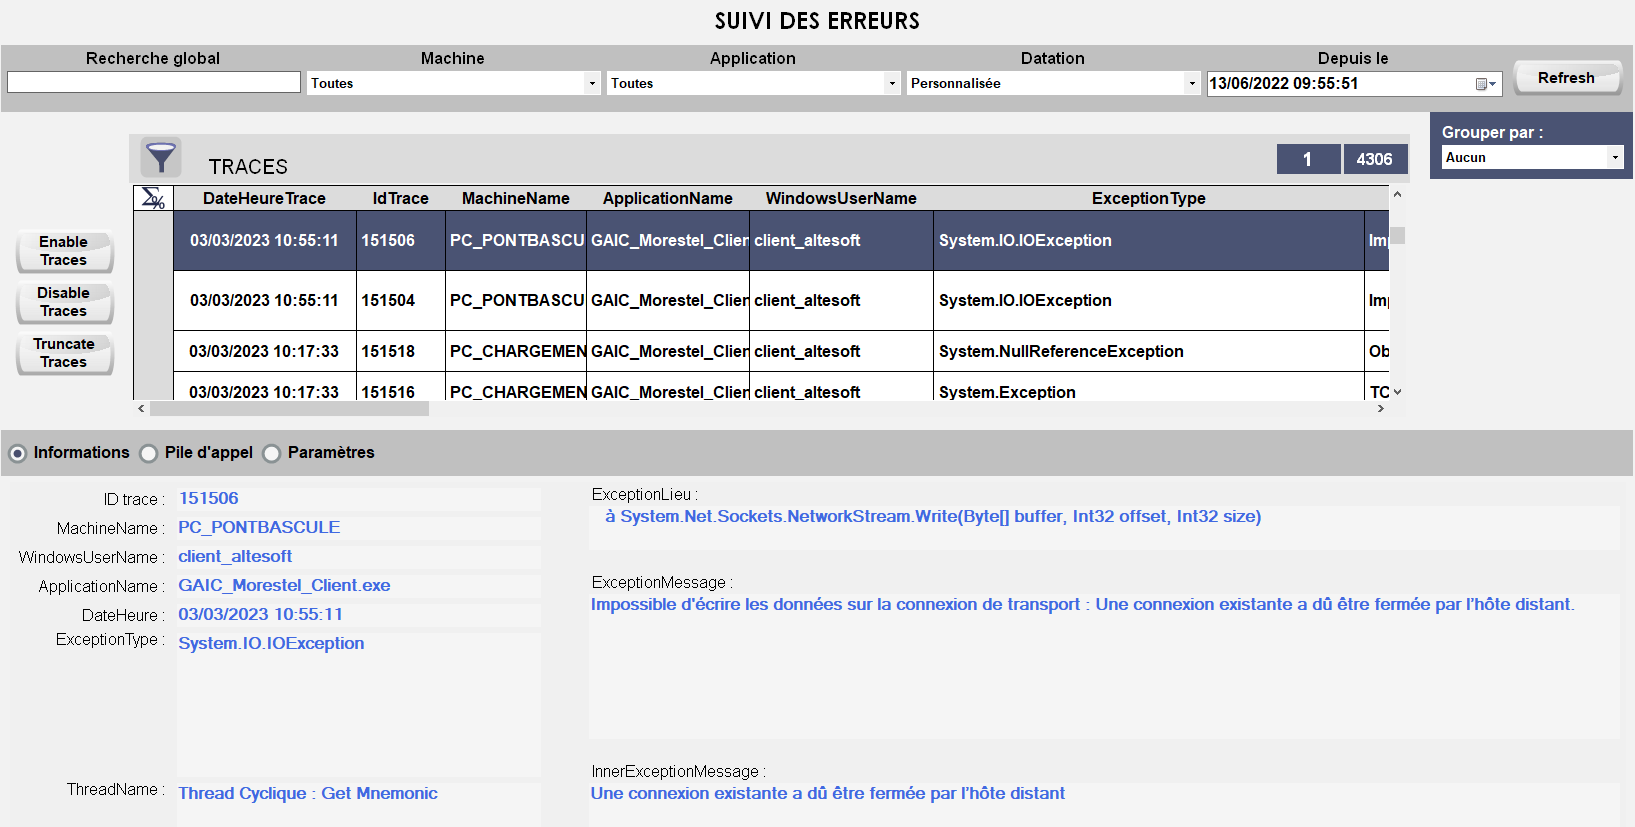 SUIVI DES ERREURS
Recherche global Machine Application Datation Depuis le
Toutes Toutes Personnalisée 13/06/2022 09:55:51 Refresh
Grouper par :
Aucun
TRACES 1 4306
Σ% DateHeureTrace IdTrace MachineName ApplicationName WindowsUserName ExceptionType
03/03/2023 10:55:11 151506 PC_PONTBASCU GAIC_Morestel_Clien client_altesoft System.IO.IOException Im
03/03/2023 10:55:11 151504 PC_PONTBASCU GAIC_Morestel_Clien client_altesoft System.IO.IOException Im
03/03/2023 10:17:33 151518 PC_CHARGEMEN GAIC_Morestel_Clien client_altesoft System.NullReferenceException Ob
03/03/2023 10:17:33 151516 PC_CHARGEMEN GAIC_Morestel_Clien client_altesoft System.Exception TC
Enable
Traces
Disable
Traces
Truncate
Traces
Informations Pile d'appel Paramètres
ID trace : 151506
MachineName : PC_PONTBASCULE
WindowsUserName : client_altesoft
ApplicationName : GAIC_Morestel_Client.exe
DateHeure : 03/03/2023 10:55:11
ExceptionType : System.IO.IOException
ThreadName : Thread Cyclique : Get Mnemonic
ExceptionLieu :
à System.Net.Sockets.NetworkStream.Write(Byte[] buffer, Int32 offset, Int32 size)
ExceptionMessage :
Impossible d'écrire les données sur la connexion de transport : Une connexion existante a dû être fermée par l'hôte distant.
InnerExceptionMessage :
Une connexion existante a dû être fermée par l'hôte distant